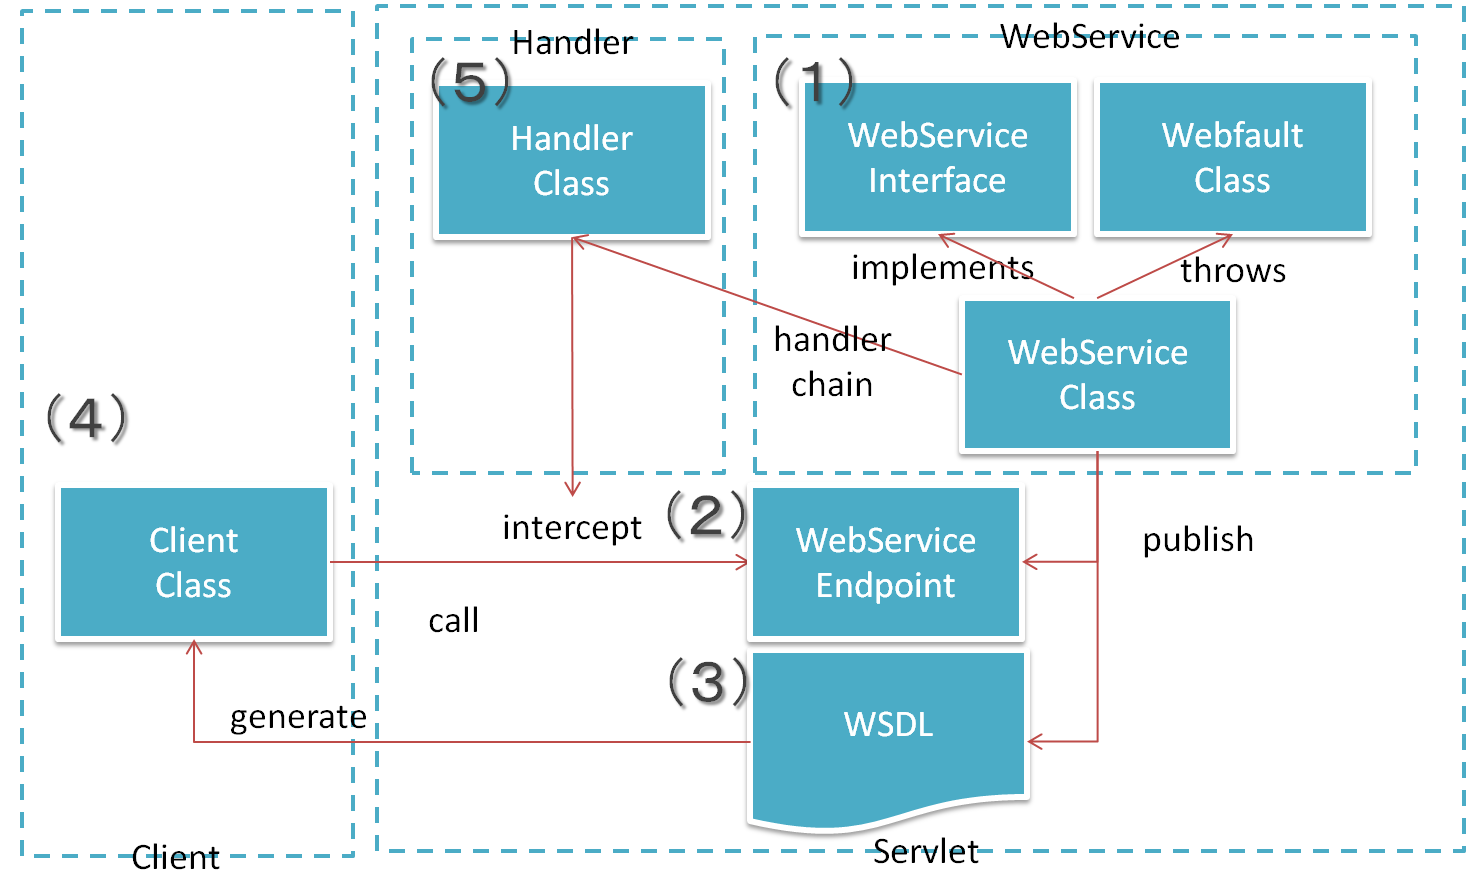 Handler
WebService
（5）
（1）
Handler
Class
WebService
Interface
Webfault
Class
implements
throws
handler
chain
WebService
Class
（4）
（2）
intercept
Client
Class
WebService
Endpoint
publish
call
（3）
generate
WSDL
Client
Servlet